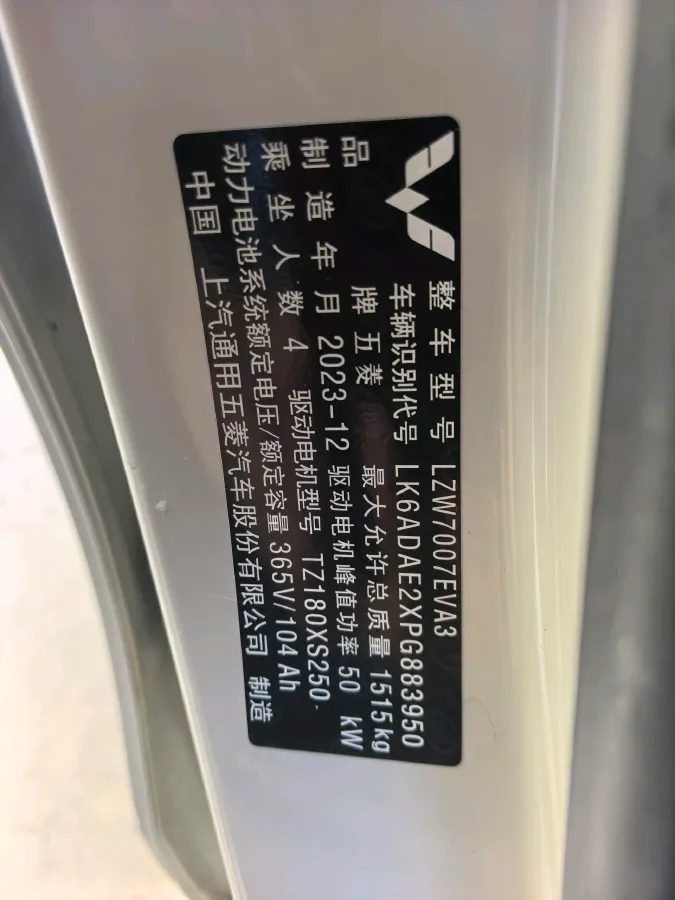 整车型号 LZW7007EVA3
车辆识别代号 LK6ADAE2XPG883950
品牌 五菱 最大允许总质量 1515kg
制造年月 2023-12 驱动电机峰值功率 50 kW
乘坐人数 4 驱动电机型号 TZ180XS250
动力电池系统额定电压/额定容量 365V/104Ah
中国 上汽通用五菱汽车股份有限公司 制造